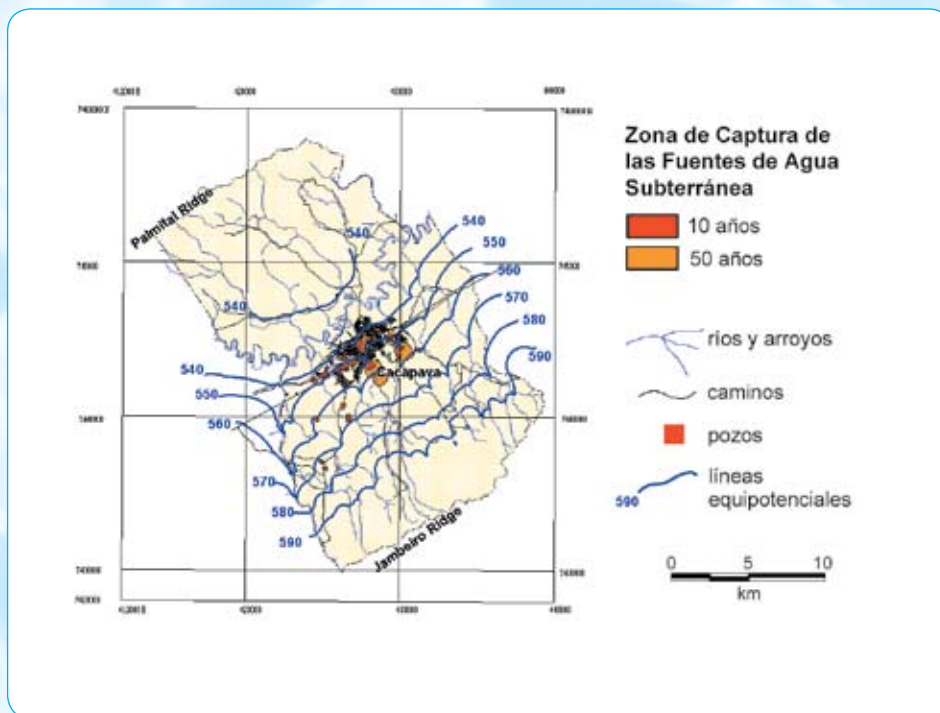 Zona de Captura de
las Fuentes de Agua
Subterránea
10 años
50 años
ríos y arroyos
caminos
pozos
590
líneas
equipotenciales
0
10
km
Palmital Ridge
540
540
550
560
570
580
590
540
Cacapava
540
550
560
570
580
590
Jambeiro Ridge